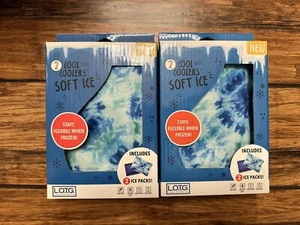 2 COOL
COOLERS
SOFT ICE
STAYS
FLEXIBLE WHEN
FROZEN!
INCLUDES
2 ICE PACKS!
LOTG
NEW
2 COOL
COOLERS
SOFT ICE
STAYS
FLEXIBLE WHEN
FROZEN!
INCLUDES
2 ICE PACKS!
LOTG